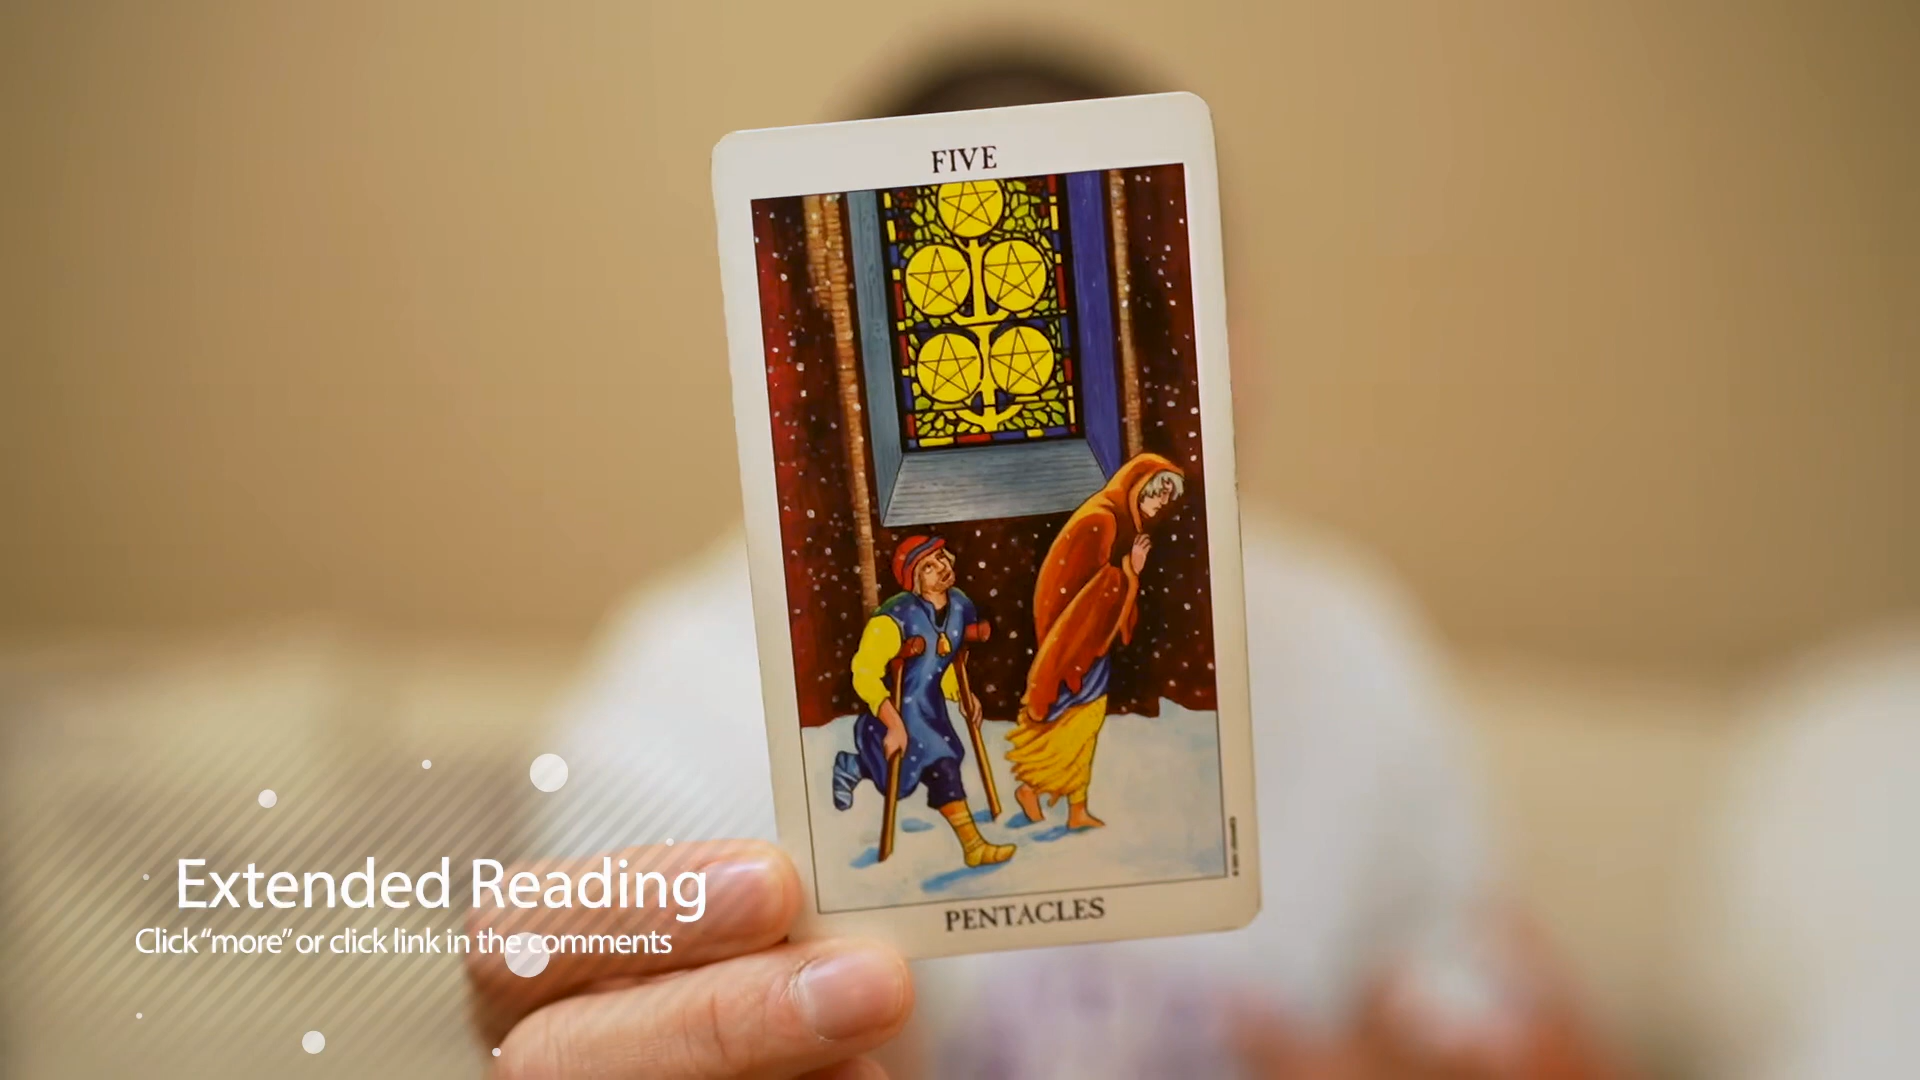 FIVE
PENTACLES
Extended Reading
Click “more” or click link in the comments